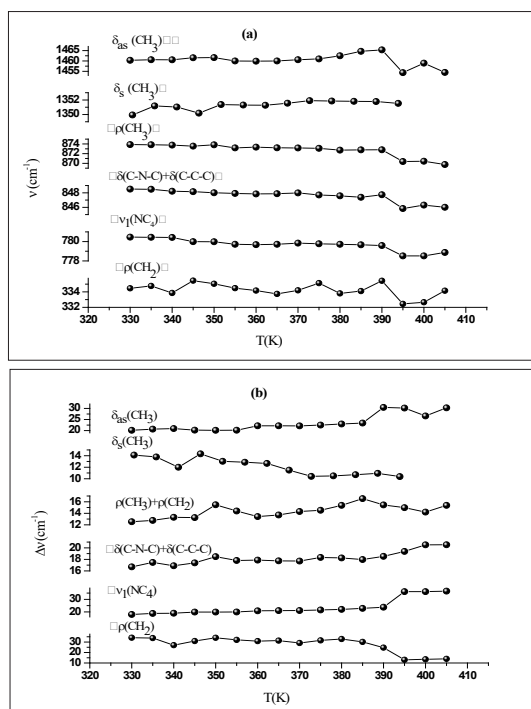 (a)
δas (CH3)□□
1465
1460
1455
δs (CH3)□
1352
1350
□ρ(CH3)□
874
872
870
□δ(C-N-C)+δ(C-C-C)□
848
846
□ν1(NC4)□
780
778
□ρ(CH2)□
334
332
ν (cm-1)
320 330 340 350 360 370 380 390 400 410
T(K)
(b)
δas(CH3)
30
25
20
δs(CH3)
14
12
10
ρ(CH3)+ρ(CH2)
16
14
12
□δ(C-N-C)+δ(C-C-C)
20
18
16
□ν1(NC4)
30
20
□ρ(CH2)
40
30
20
10
Δν(cm-1)
320 330 340 350 360 370 380 390 400 410
T(K)